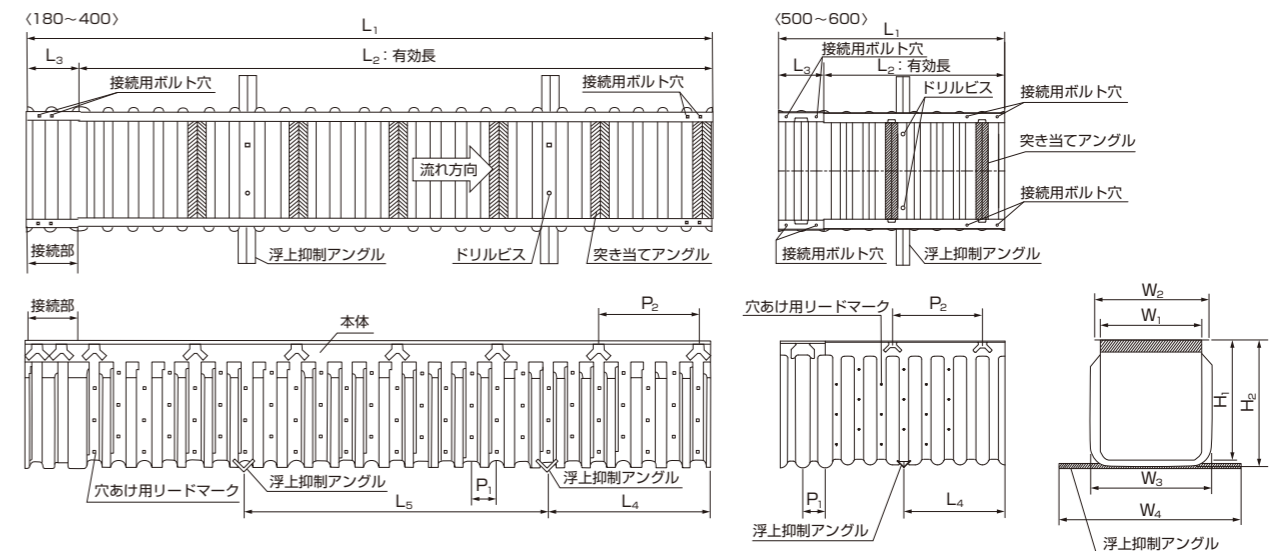 〈180〜400〉
L₁
L₃
L₂：有効長
接続用ボルト穴
接続用ボルト穴
流れ方向
接続部
浮上抑制アングル
ドリルビス
突き当てアングル
〈500〜600〉
L₁
接続用ボルト穴
L₃
L₂：有効長
ドリルビス
接続用ボルト穴
突き当てアングル
接続用ボルト穴
接続用ボルト穴
浮上抑制アングル
接続部
本体
P₂
穴あけ用リードマーク
浮上抑制アングル
P₁
浮上抑制アングル
L₅
L₄
穴あけ用リードマーク
P₂
P₁
L₄
浮上抑制アングル
W₂
W₁
H₁
H₂
W₃
W₄
浮上抑制アングル